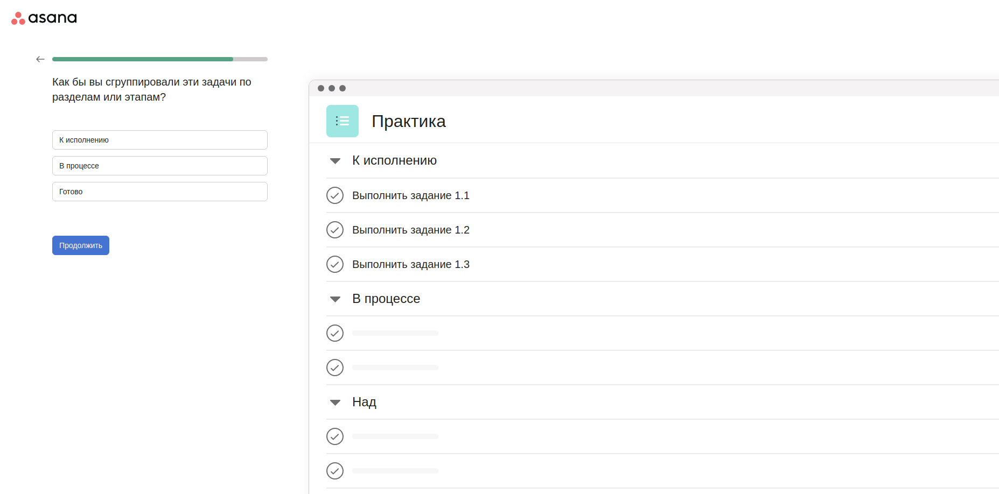 asana
Как бы вы сгруппировали эти задачи по
разделам или этапам?
К исполнению
В процессе
Готово
Продолжить
Практика
К исполнению
Выполнить задание 1.1
Выполнить задание 1.2
Выполнить задание 1.3
В процессе
Над